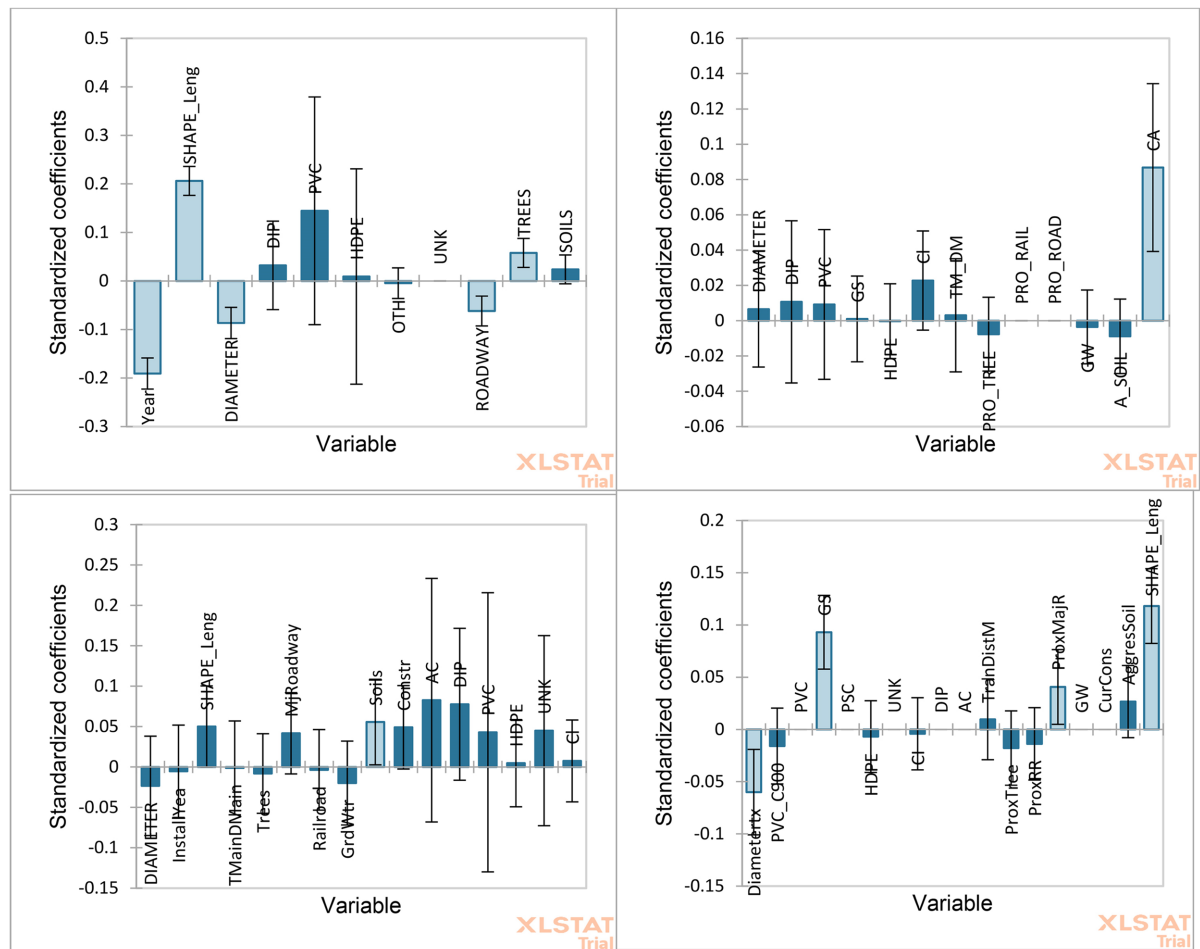 Standardized coefficients
0.5
0.4
0.3
0.2
0.1
0
-0.1
-0.2
-0.3
Year
SHAPE_Leng
DIAMETER
DIP
PVC
HDPE
OTH
UNK
ROADWAY
TREES
SOILS
Variable
XLSTAT
Trial
Standardized coefficients
0.16
0.14
0.12
0.1
0.08
0.06
0.04
0.02
0
-0.02
-0.04
-0.06
DIAMETER
DIP
PVC
GS
HDPE
CI
TM_DM
PRO_TREE
PRO_RAIL
PRO_ROAD
GW
A_SOIL
CA
Variable
XLSTAT
Trial
Standardized coefficients
0.3
0.25
0.2
0.15
0.1
0.05
0
-0.05
-0.1
-0.15
DIAMETER
InstallYea
SHAPE_Leng
TMainDMain
Trees
MjRoadway
Railroad
GrdWtr
Soils
Constr
AC
DIP
PVC
HDPE
UNK
CI
Variable
XLSTAT
Trial
Standardized coefficients
0.2
0.15
0.1
0.05
0
-0.05
-0.1
-0.15
Diametertx
PVC_C900
PVC
GS
PSC
HDPE
UNK
CI
DIP
AC
TranDistM
ProxTree
ProxRR
ProxMajR
GW
CurCons
AggresSoil
SHAPE_Leng
Variable
XLSTAT
Trial